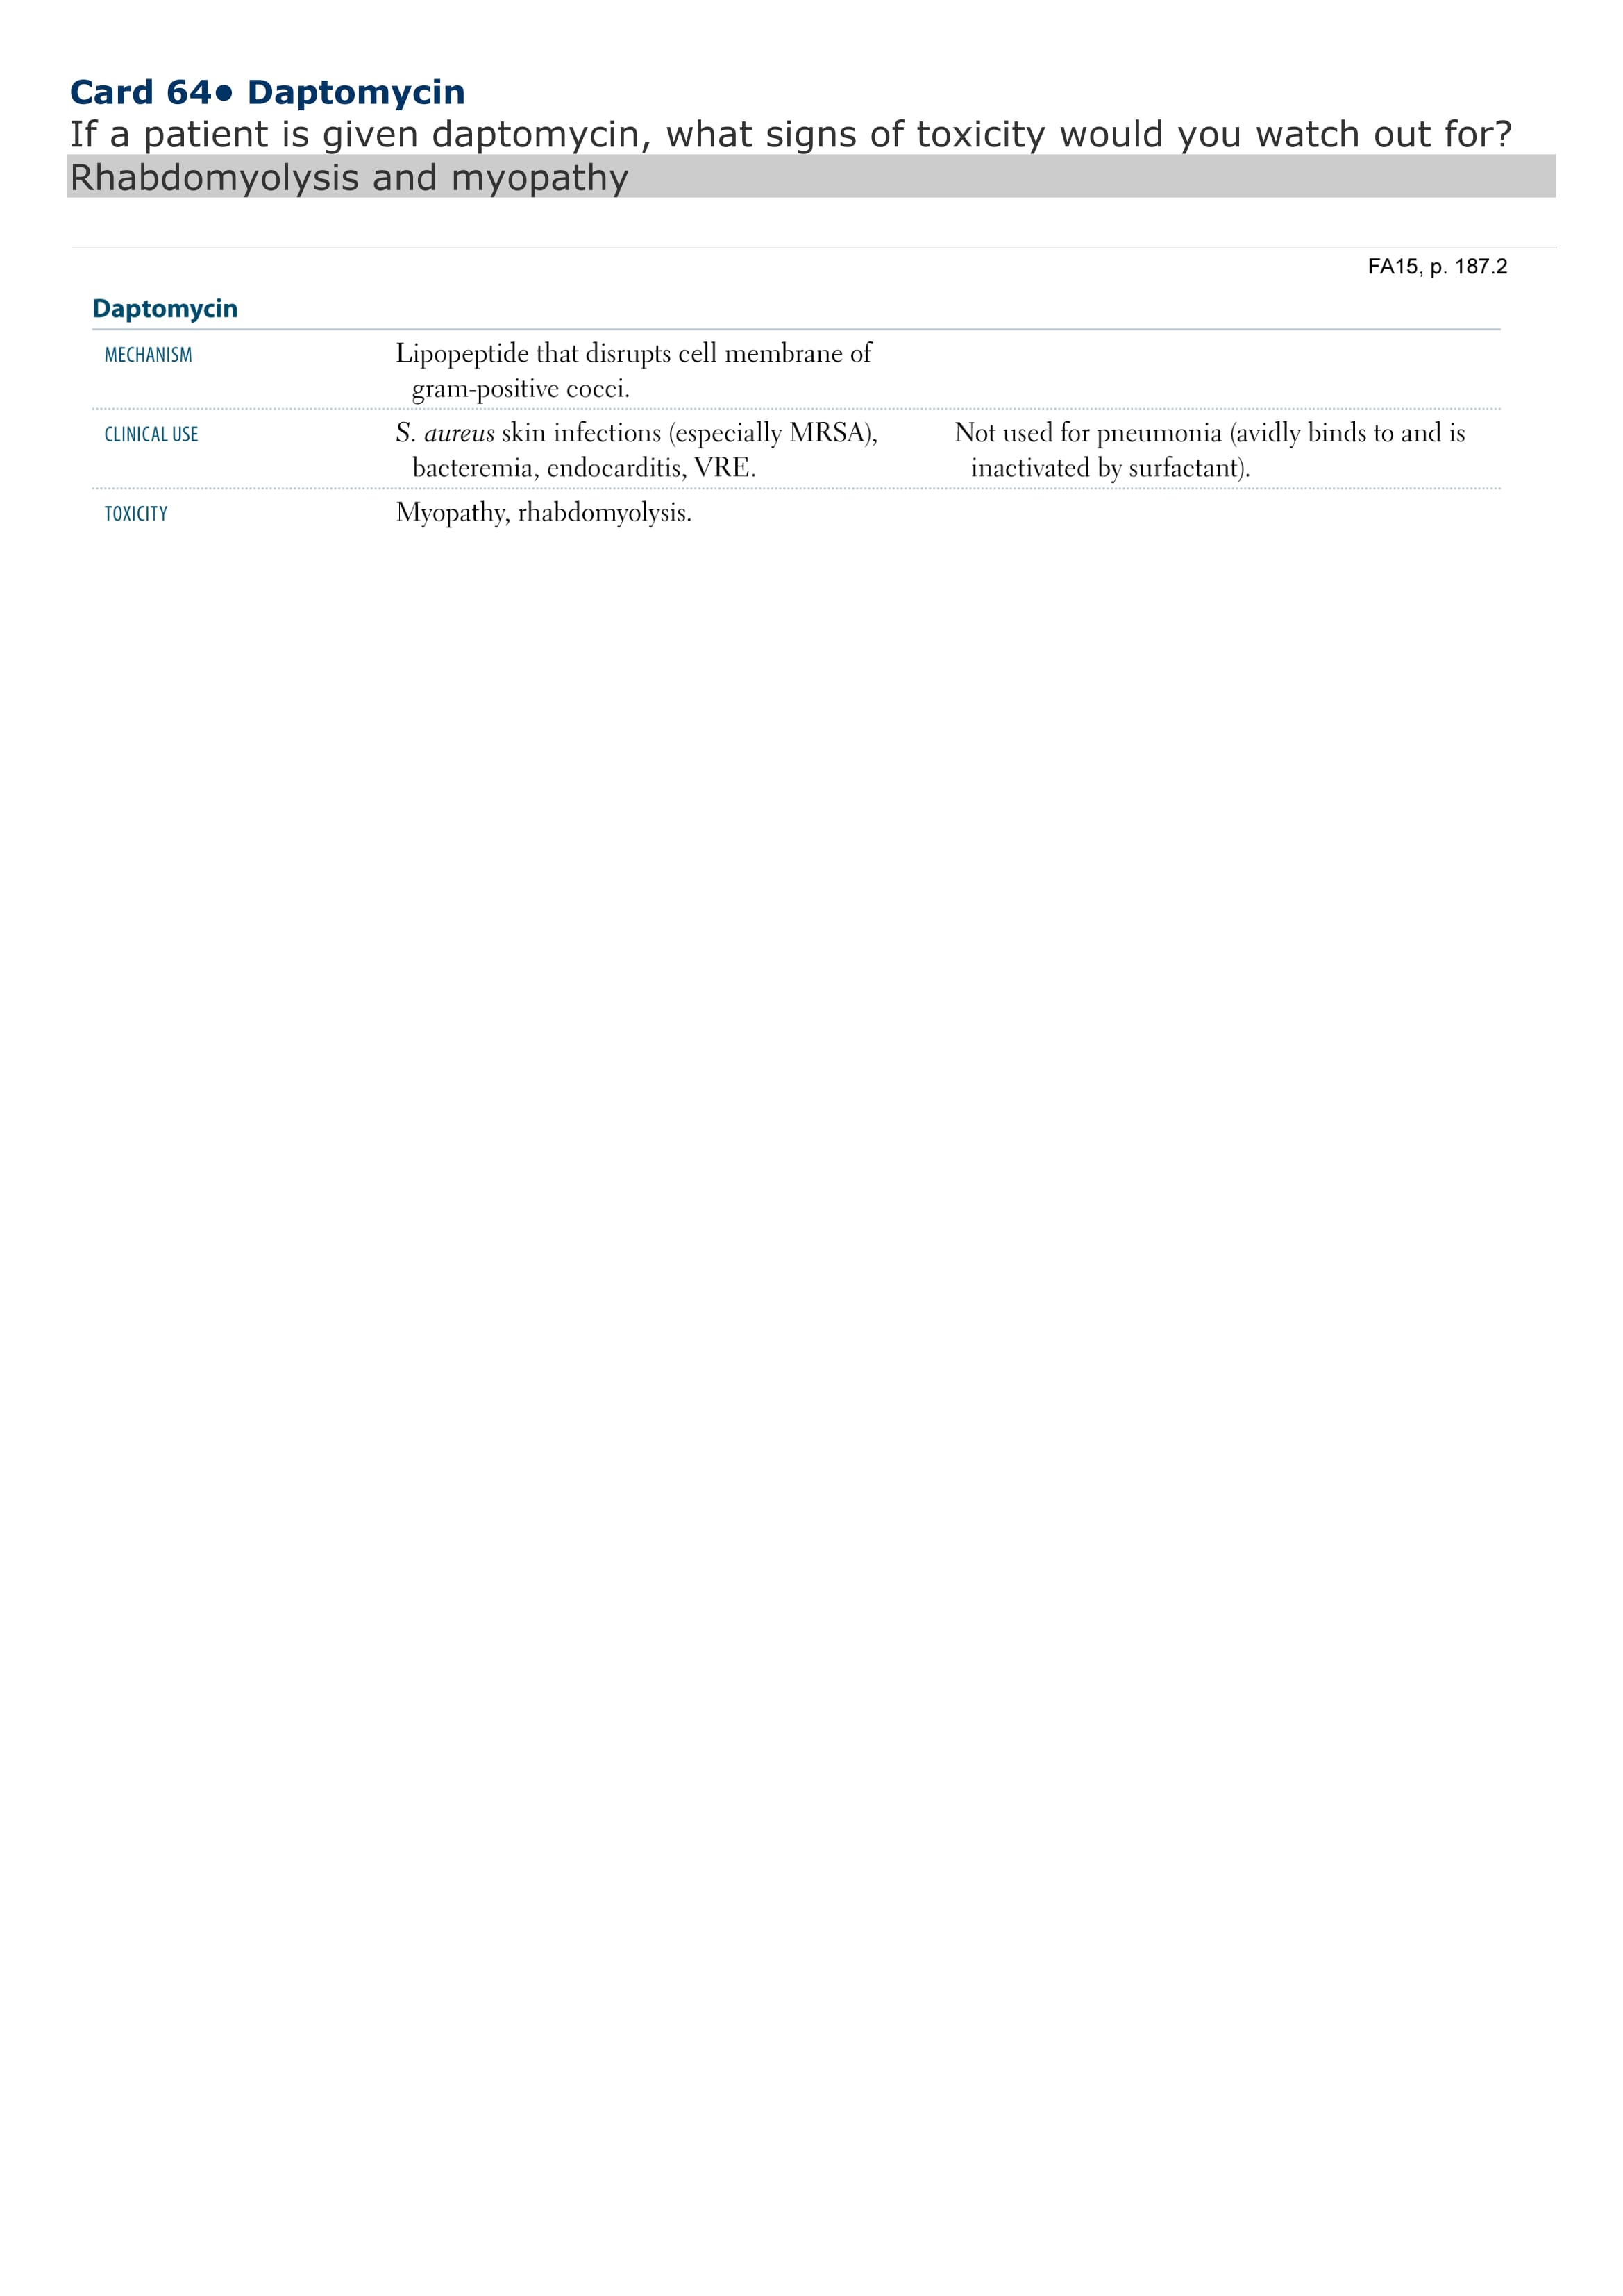 Card 64● Daptomycin
If a patient is given daptomycin, what signs of toxicity would you watch out for?
Rhabdomyolysis and myopathy
FA15, p. 187.2
Daptomycin
MECHANISM Lipopeptide that disrupts cell membrane of
gram-positive cocci.
CLINICAL USE S. aureus skin infections (especially MRSA), Not used for pneumonia (avidly binds to and is
bacteremia, endocarditis, VRE. inactivated by surfactant).
TOXICITY Myopathy, rhabdomyolysis.